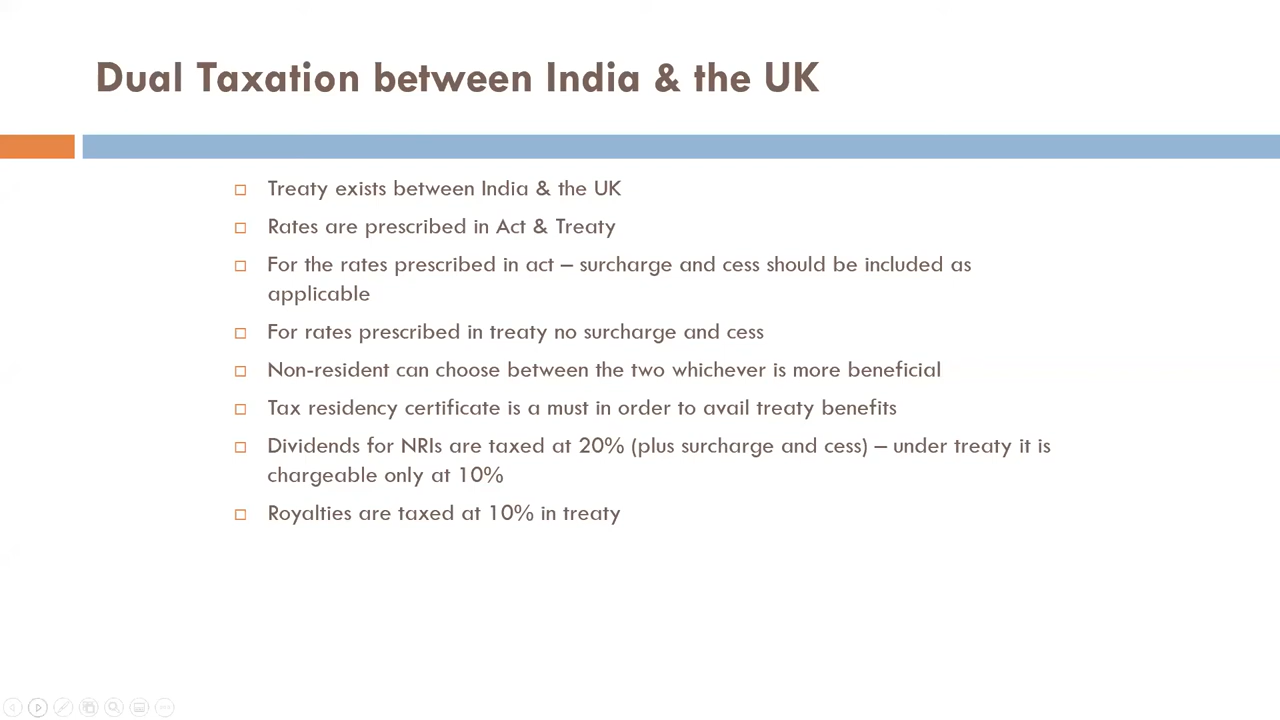 Dual Taxation between India & the UK
Treaty exists between India & the UK
Rates are prescribed in Act & Treaty
For the rates prescribed in act – surcharge and cess should be included as
applicable
For rates prescribed in treaty no surcharge and cess
Non-resident can choose between the two whichever is more beneficial
Tax residency certificate is a must in order to avail treaty benefits
Dividends for NRIs are taxed at 20% (plus surcharge and cess) – under treaty it is
chargeable only at 10%
Royalties are taxed at 10% in treaty